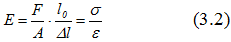 E = F/A · l₀/Δl = σ/ε (3.2)